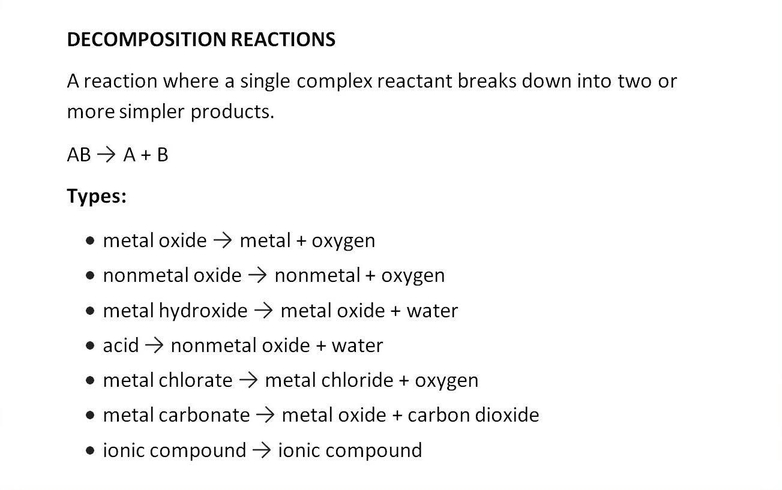 DECOMPOSITION REACTIONS
A reaction where a single complex reactant breaks down into two or
more simpler products.
AB → A + B
Types:
• metal oxide → metal + oxygen
• nonmetal oxide → nonmetal + oxygen
• metal hydroxide → metal oxide + water
• acid → nonmetal oxide + water
• metal chlorate → metal chloride + oxygen
• metal carbonate → metal oxide + carbon dioxide
• ionic compound → ionic compound